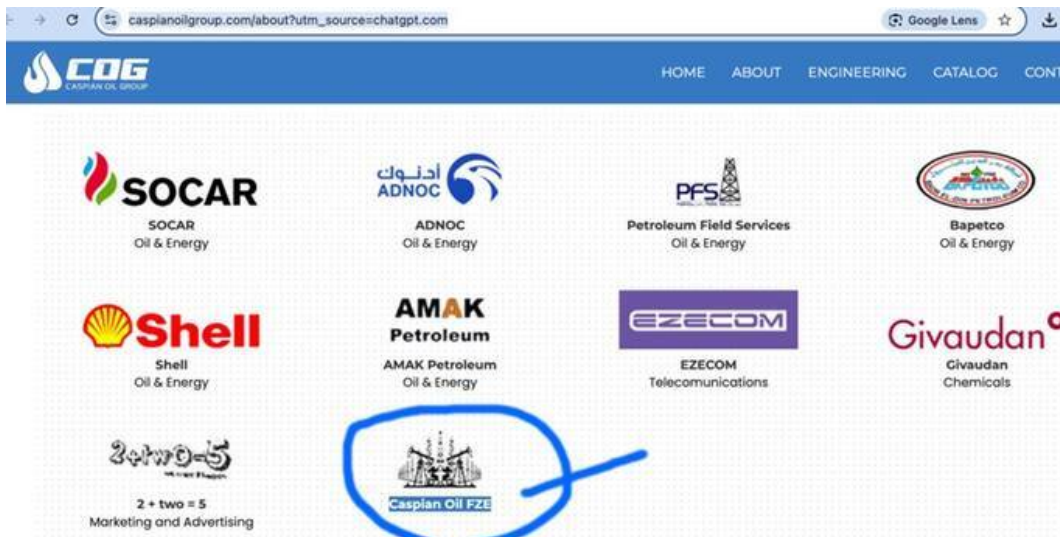 caspianoilgroup.com/about?utm_source=chatgpt.com
Google Lens
COG
CASPIAN OIL GROUP
HOME ABOUT ENGINEERING CATALOG CONT
SOCAR
أدنوك
ADNOC
PFS
SOCAR
Oil & Energy
ADNOC
Oil & Energy
Petroleum Field Services
Oil & Energy
Bapetco
Oil & Energy
Shell
AMAK
Petroleum
EZECOM
Givaudan
Shell
Oil & Energy
AMAK Petroleum
Oil & Energy
EZECOM
Telecomunications
Givaudan
Chemicals
2+two=5
2 + two = 5
Marketing and Advertising
Caspian Oil FZE